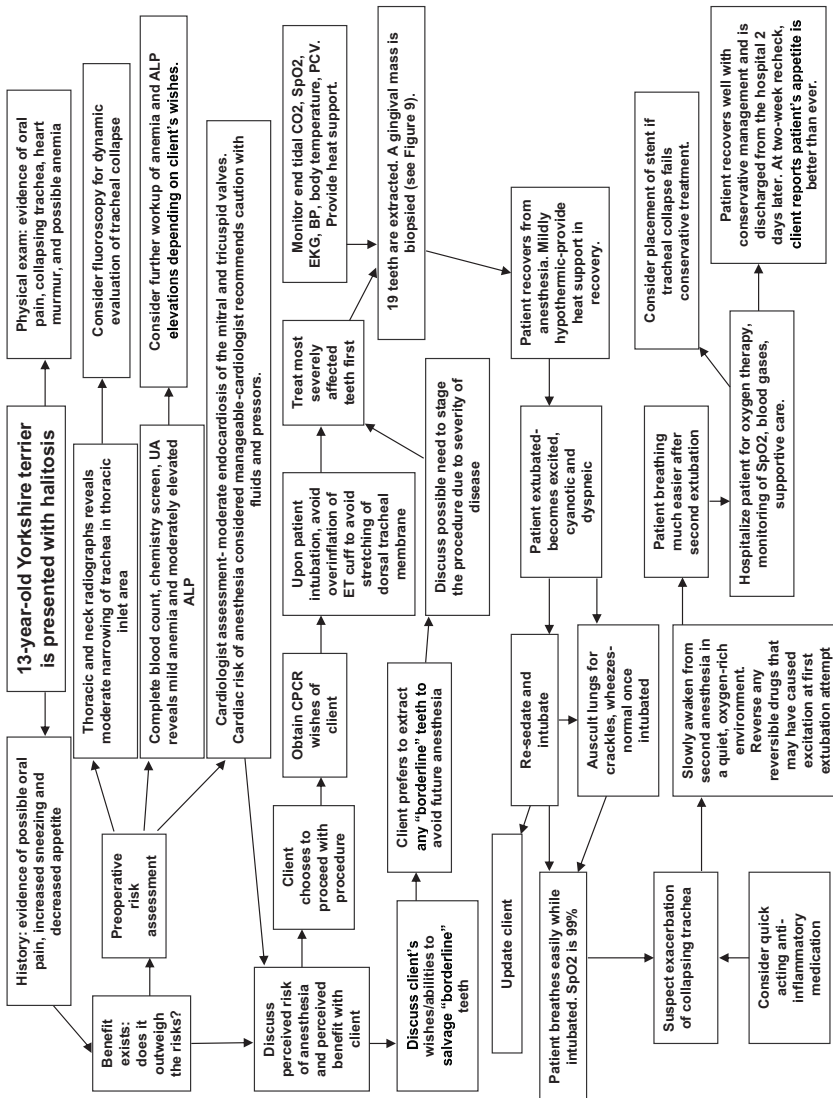 13-year-old Yorkshire terrier
is presented with halitosis
History: evidence of possible oral
pain, increased sneezing and
decreased appetite
Physical exam: evidence of oral
pain, collapsing trachea, heart
murmur, and possible anemia
Benefit
exists:
does it
outweigh
the risks?
Preoperative
risk
assessment
Thoracic and neck radiographs reveals
moderate narrowing of trachea in thoracic
inlet area
Consider fluoroscopy for dynamic
evaluation of tracheal collapse
Complete blood count, chemistry screen, UA
reveals mild anemia and moderately elevated
ALP
Consider further workup of anemia and ALP
elevations depending on client’s wishes.
Cardiologist assessment- moderate endocardiosis of the mitral and tricuspid valves.
Cardiac risk of anesthesia considered manageable-cardiologist recommends caution with
fluids and pressors.
Discuss
perceived risk
of anesthesia
and perceived
benefit with
client
Client
chooses to
proceed with
procedure
Obtain CPCR
wishes of
client
Upon patient
intubation, avoid
overinflation of
ET cuff to avoid
stretching of
dorsal tracheal
membrane
Treat most
severely
affected
teeth first
Monitor end tidal CO2, SpO2,
EKG, BP, body temperature, PCV.
Provide heat support.
19 teeth are extracted. A gingival mass is
biopsied (see Figure 9).
Discuss client’s
wishes/abilities to
salvage “borderline”
teeth
Client prefers to extract
any “borderline” teeth to
avoid future anesthesia
Discuss possible need to stage
the procedure due to severity of
disease
Patient recovers from
anesthesia. Mildly
hypothermic-provide
heat support in
recovery.
Patient extubated-
becomes excited,
cyanotic and
dyspneic
Re-sedate and
intubate
Auscult lungs for
crackles, wheezes-
normal once
intubated
Update client
Patient breathes easily while
intubated. SpO2 is 99%
Suspect exacerbation
of collapsing trachea
Consider quick
acting anti-
inflammatory
medication
Slowly awaken from
second anesthesia in
a quiet, oxygen-rich
environment.
Reverse any
reversible drugs that
may have caused
excitation at first
extubation attempt
Patient breathing
much easier after
second extubation
Hospitalize patient for oxygen therapy,
monitoring of SpO2, blood gases,
supportive care.
Consider placement of stent if
tracheal collapse fails
conservative treatment.
Patient recovers well with
conservative management and is
discharged from the hospital 2
days later. At two-week recheck,
client reports patient’s appetite is
better than ever.